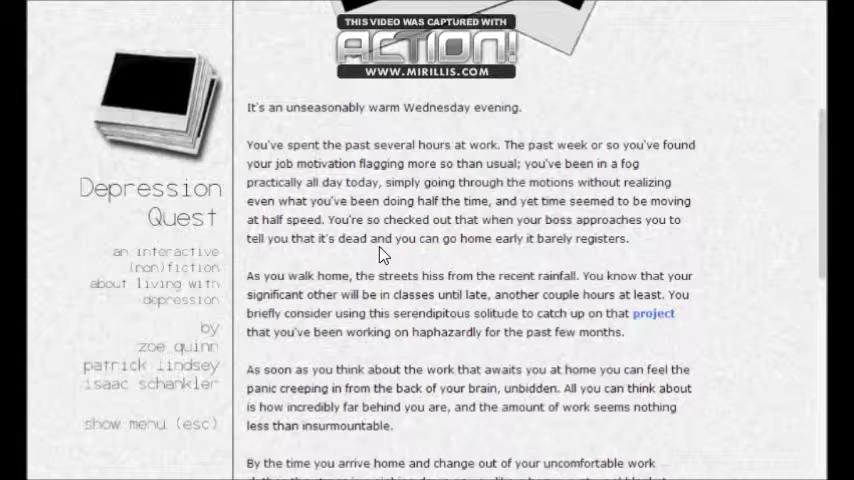 THIS VIDEO WAS CAPTURED WITH
ACTION!
WWW.MIRILLIS.COM
It's an unseasonably warm Wednesday evening.
You've spent the past several hours at work. The past week or so you've found
your job motivation flagging more so than usual; you've been in a fog
practically all day today, simply going through the motions without realizing
even what you've been doing half the time, and yet time seemed to be moving
at half speed. You're so checked out that when your boss approaches you to
tell you that it's dead and you can go home early it barely registers.
As you walk home, the streets hiss from the recent rainfall. You know that your
significant other will be in classes until late, another couple hours at least. You
briefly consider using this serendipitous solitude to catch up on that project
that you've been working on haphazardly for the past few months.
As soon as you think about the work that awaits you at home you can feel the
panic creeping in from the back of your brain, unbidden. All you can think about
is how incredibly far behind you are, and the amount of work seems nothing
less than insurmountable.
By the time you arrive home and change out of your uncomfortable work
Depression
Quest
an interactive
(non)fiction
about living with
depression
by
zoe quinn
patrick lindsey
isaac schankler
show menu (esc)